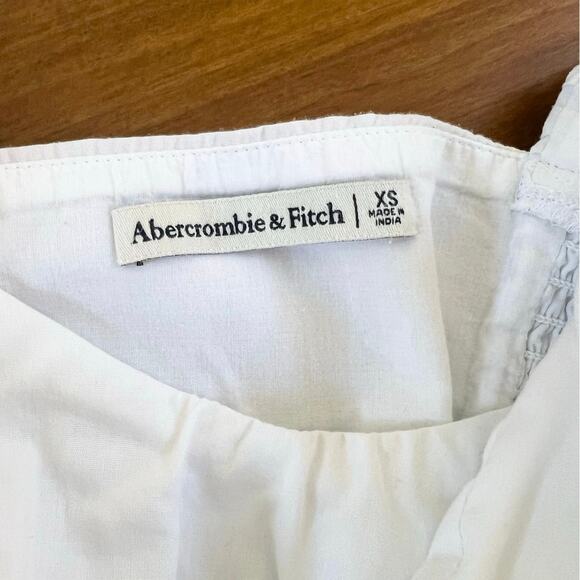 Abercrombie & Fitch | XS
MADE IN
INDIA